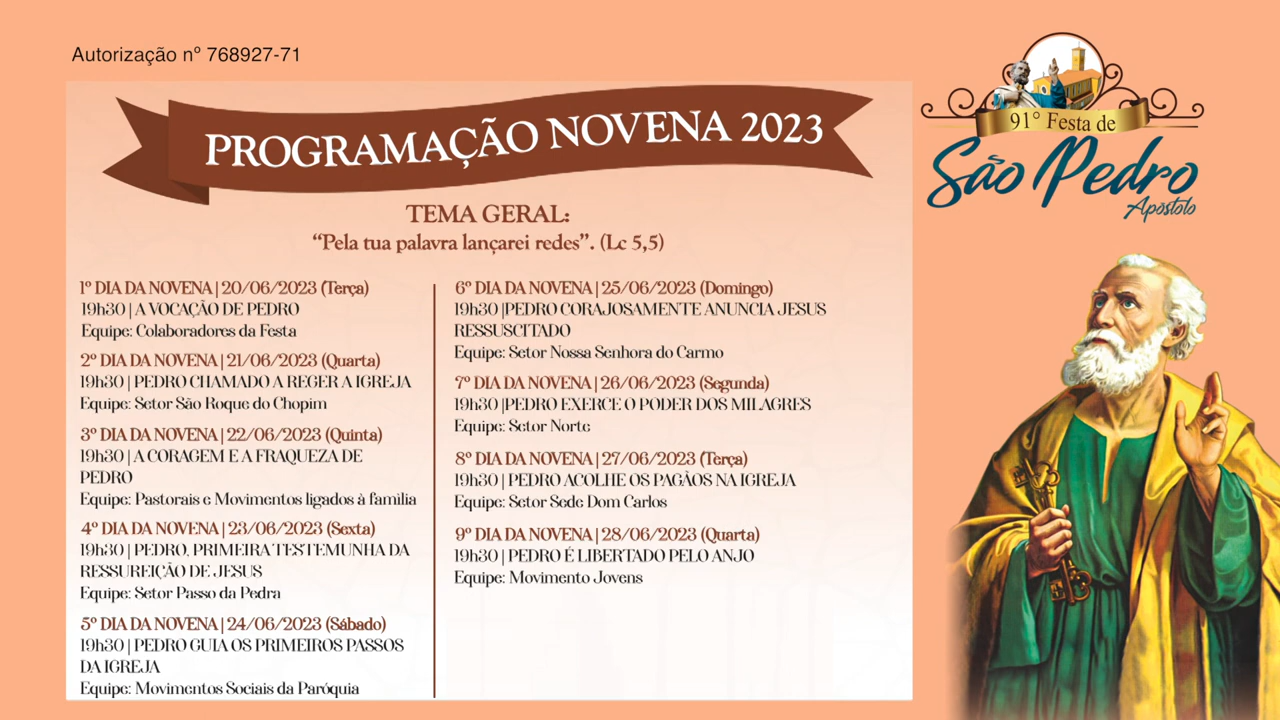 Autorização nº 768927-71
PROGRAMAÇÃO NOVENA 2023
TEMA GERAL:
“Pela tua palavra lançarei redes”. (Lc 5,5)
1º DIA DA NOVENA | 20/06/2023 (Terça)
19h30 | A VOCAÇÃO DE PEDRO
Equipe: Colaboradores da Festa
2º DIA DA NOVENA | 21/06/2023 (Quarta)
19h30 | PEDRO CHAMADO A REGER A IGREJA
Equipe: Setor São Roque do Chopim
3º DIA DA NOVENA | 22/06/2023 (Quinta)
19h30 | A CORAGEM E A FRAQUEZA DE
PEDRO
Equipe: Pastorais e Movimentos ligados à família
4º DIA DA NOVENA | 23/06/2023 (Sexta)
19h30 | PEDRO, PRIMEIRA TESTEMUNHA DA
RESSUREIÇÃO DE JESUS
Equipe: Setor Passo da Pedra
5º DIA DA NOVENA | 24/06/2023 (Sábado)
19h30 | PEDRO GUIA OS PRIMEIROS PASSOS
DA IGREJA
Equipe: Movimentos Sociais da Paróquia
6º DIA DA NOVENA | 25/06/2023 (Domingo)
19h30 |PEDRO CORAJOSAMENTE ANUNCIA JESUS
RESSUSCITADO
Equipe: Setor Nossa Senhora do Carmo
7º DIA DA NOVENA | 26/06/2023 (Segunda)
19h30 |PEDRO EXERCE O PODER DOS MILAGRES
Equipe: Setor Norte
8º DIA DA NOVENA | 27/06/2023 (Terça)
19h30 | PEDRO ACOLHE OS PAGÃOS NA IGREJA
Equipe: Setor Sede Dom Carlos
9º DIA DA NOVENA | 28/06/2023 (Quarta)
19h30 | PEDRO É LIBERTADO PELO ANJO
Equipe: Movimento Jovens
91° Festa de
São Pedro
Apóstolo